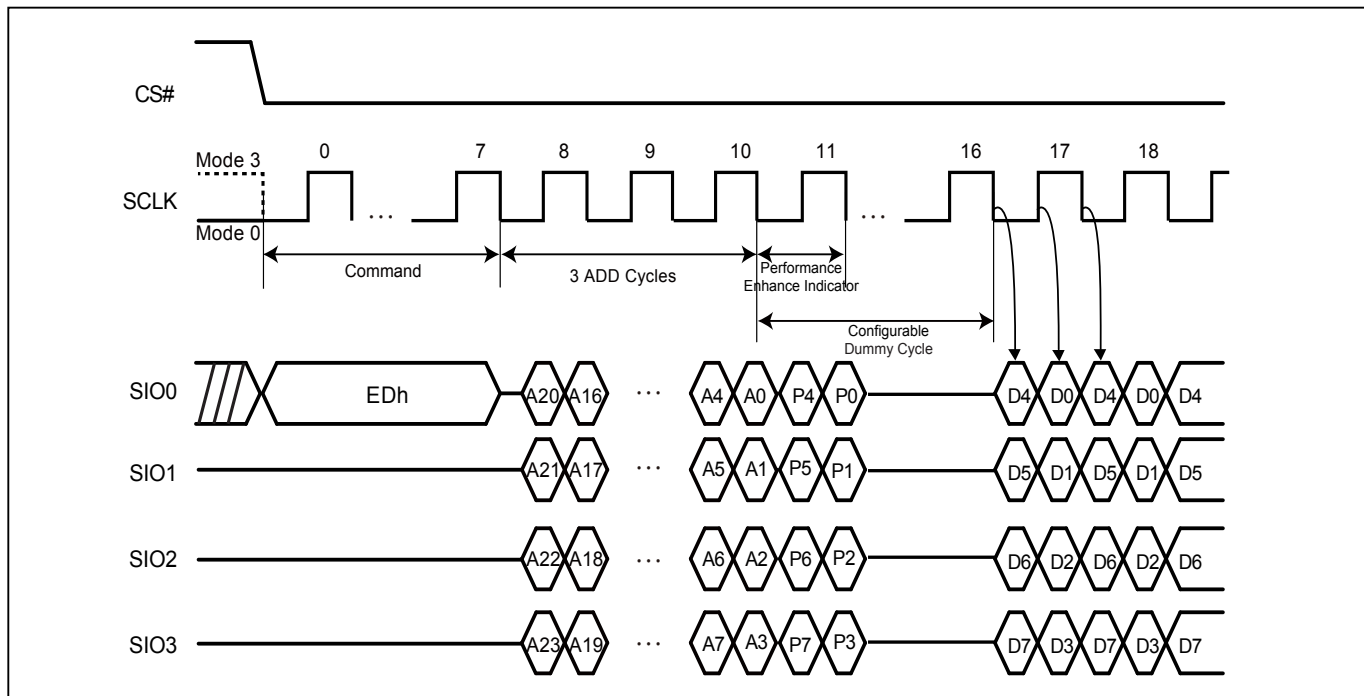 CS#
0 7 8 9 10 11 16 17 18
Mode 3
SCLK
...
...
Mode 0
Command
3 ADD Cycles
Performance
Enhance Indicator
Configurable
Dummy Cycle
SIO0 EDh A20 A16 ... A4 A0 P4 P0 D4 D0 D4 D0 D4
SIO1 A21 A17 ... A5 A1 P5 P1 D5 D1 D5 D1 D5
SIO2 A22 A18 ... A6 A2 P6 P2 D6 D2 D6 D2 D6
SIO3 A23 A19 ... A7 A3 P7 P3 D7 D3 D7 D3 D7